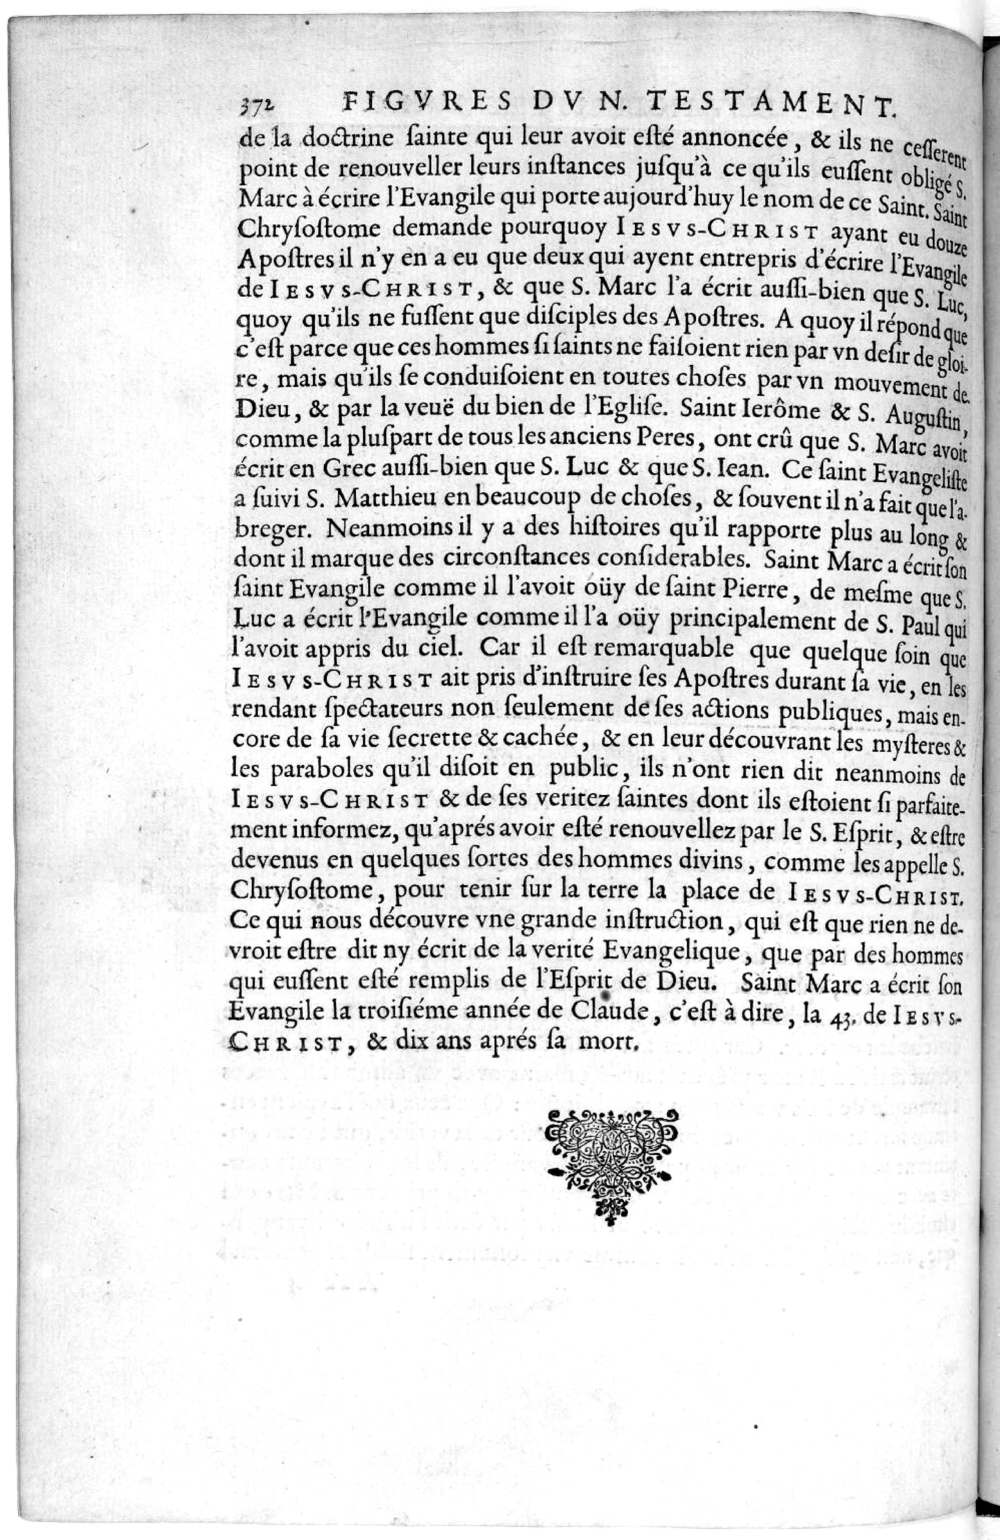 372 FIGVRES DV N. TESTAMENT.
de la doctrine ſainte qui leur avoit eſté annoncée, & ils ne ceſſerent
point de renouveller leurs inſtances juſqu'à ce qu'ils euſſent obligé S.
Marc à écrire l'Evangile qui porte aujourd'huy le nom de ce Saint. Saint
Chryſoſtome demande pourquoy IESVS-CHRIST ayant eu douze
Apoſtres il n'y en a eu que deux qui ayent entrepris d'écrire l'Evangile
de IESVS-CHRIST, & que S. Marc l'a écrit auſſi-bien que S. Luc,
quoy qu'ils ne fuſſent que diſciples des Apoſtres. A quoy il répond que
c'eſt parce que ces hommes ſi ſaints ne faiſoient rien par vn deſir de gloi-
re, mais qu'ils ſe conduiſoient en toutes choſes par vn mouvement de
Dieu, & par la veuë du bien de l'Egliſe. Saint Ierôme & S. Auguſtin,
comme la pluſpart de tous les anciens Peres, ont crû que S. Marc avoit
écrit en Grec auſſi-bien que S. Luc & que S. Iean. Ce ſaint Evangeliſte
a ſuivi S. Matthieu en beaucoup de choſes, & ſouvent il n'a fait que l'a-
breger. Neanmoins il y a des hiſtoires qu'il rapporte plus au long &
dont il marque des circonſtances conſiderables. Saint Marc a écrit ſon
ſaint Evangile comme il l'avoit oüy de ſaint Pierre, de meſme que S.
Luc a écrit l'Evangile comme il l'a oüy principalement de S. Paul qui
l'avoit appris du ciel. Car il eſt remarquable que quelque ſoin que
IESVS-CHRIST ait pris d'inſtruire ſes Apoſtres durant ſa vie, en les
rendant ſpectateurs non ſeulement de ſes actions publiques, mais en-
core de ſa vie ſecrette & cachée, & en leur découvrant les myſteres &
les paraboles qu'il diſoit en public, ils n'ont rien dit neanmoins de
IESVS-CHRIST & de ſes veritez ſaintes dont ils eſtoient ſi parfaite-
ment informez, qu'aprés avoir eſté renouvellez par le S. Eſprit, & eſtre
devenus en quelques ſortes des hommes divins, comme les appelle S.
Chryſoſtome, pour tenir ſur la terre la place de IESVS-CHRIST.
Ce qui nous découvre vne grande inſtruction, qui eſt que rien ne de-
vroit eſtre dit ny écrit de la verité Evangelique, que par des hommes
qui euſſent eſté remplis de l'Eſprit de Dieu. Saint Marc a écrit ſon
Evangile la troiſiéme année de Claude, c'eſt à dire, la 43. de IESVS-
CHRIST, & dix ans aprés ſa mort.